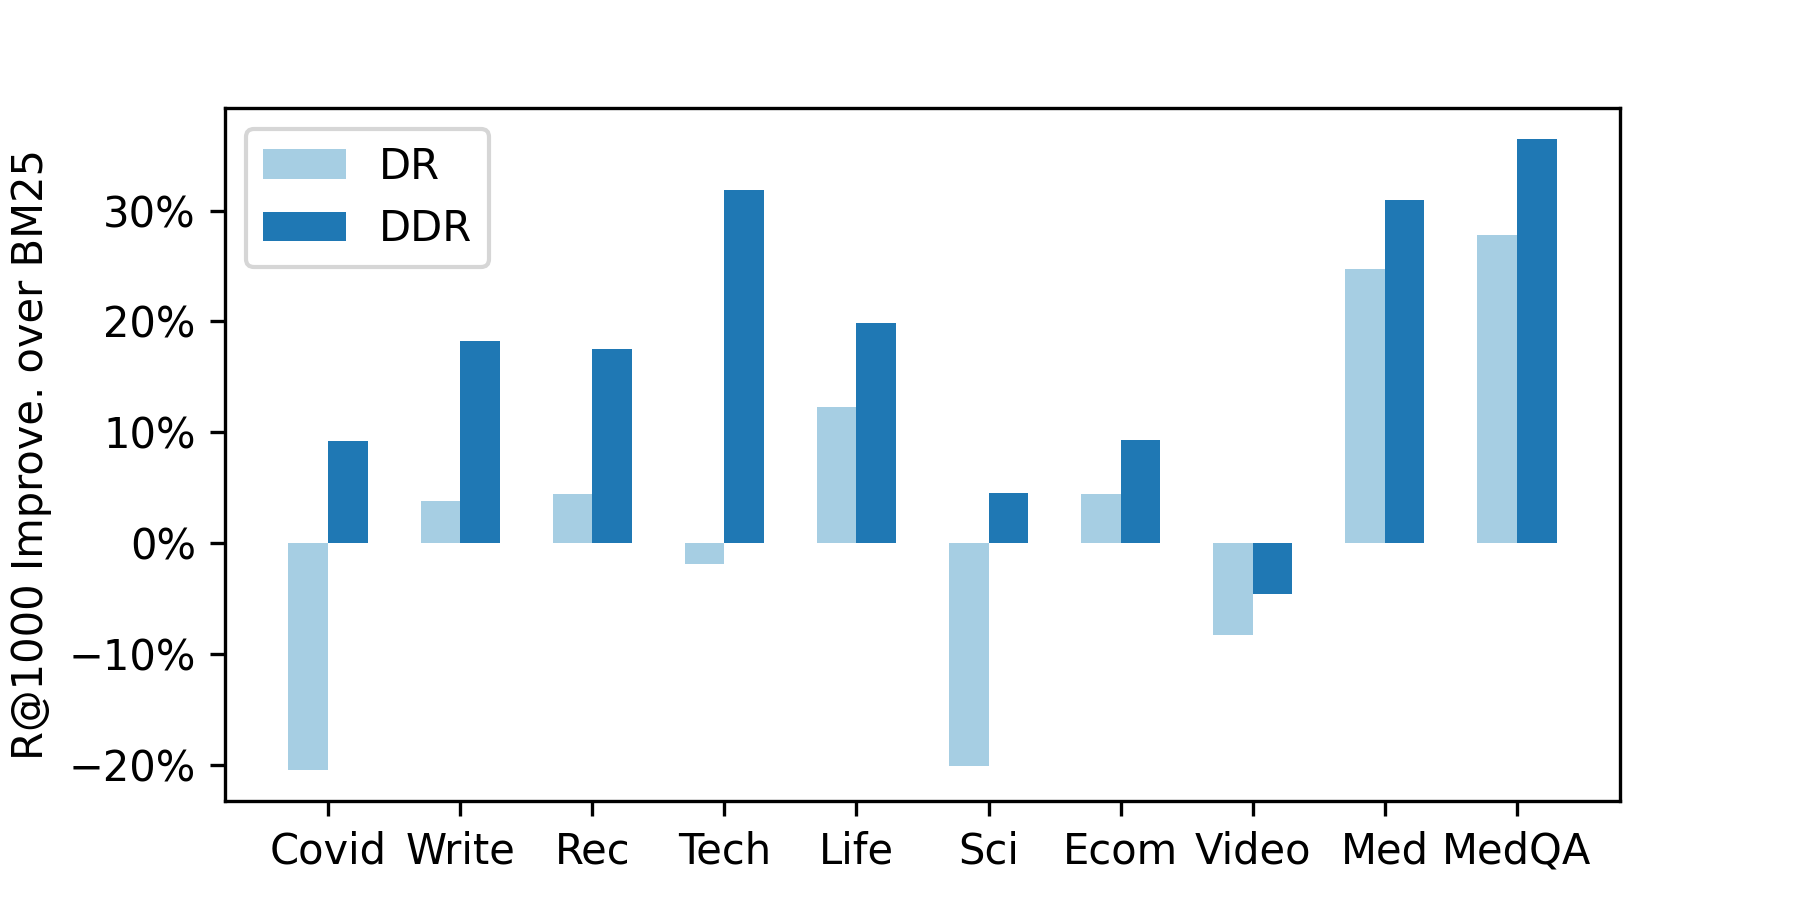 R@1000 Improve. over BM25
DR
DDR
30%
20%
10%
0%
−10%
−20%
Covid Write Rec Tech Life Sci Ecom Video Med MedQA